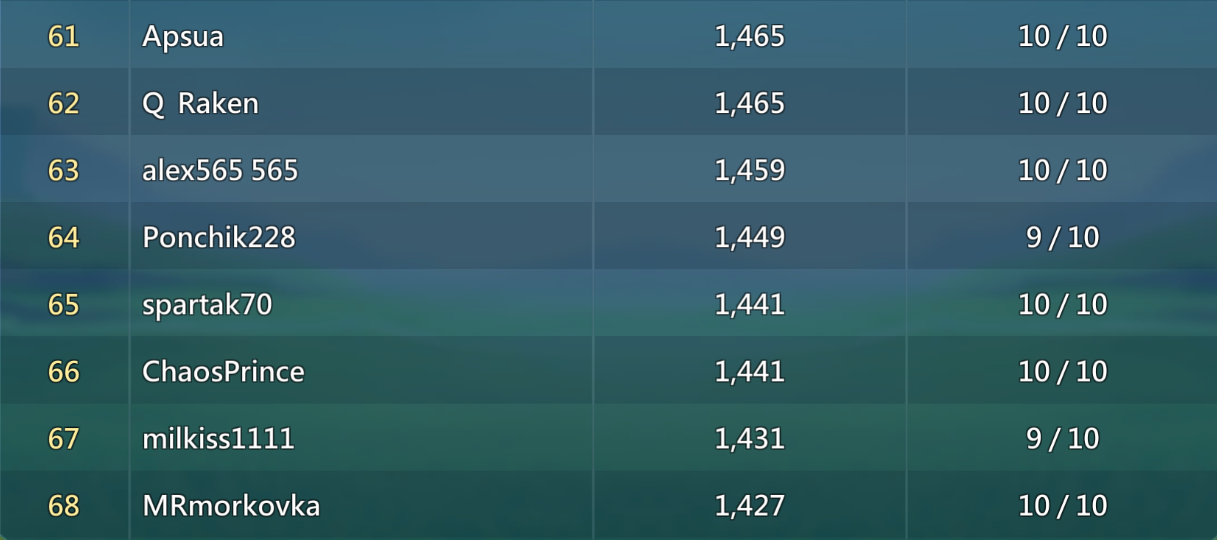 61 Apsua 1,465 10 / 10
62 Q Raken 1,465 10 / 10
63 alex565 565 1,459 10 / 10
64 Ponchik228 1,449 9 / 10
65 spartak70 1,441 10 / 10
66 ChaosPrince 1,441 10 / 10
67 milkiss1111 1,431 9 / 10
68 MRmorkovka 1,427 10 / 10